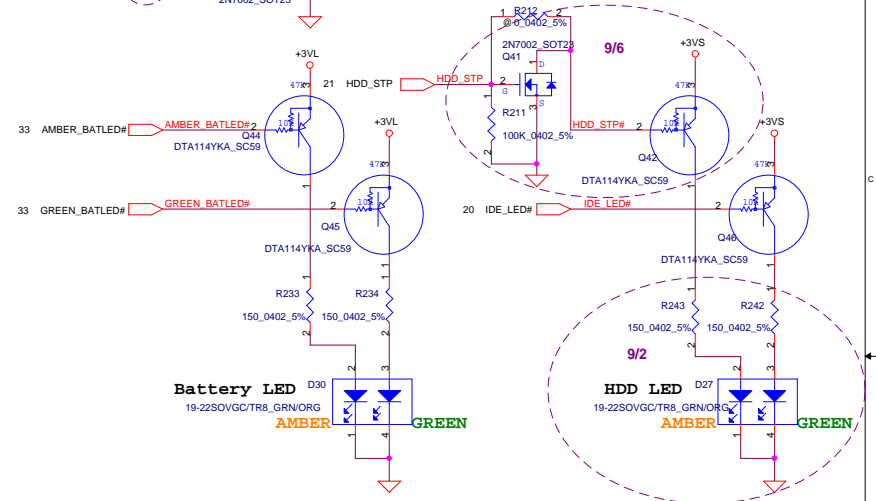 2N7002_SOT23
1 R212 2
@ 0_0402_5%
2N7002_SOT23
Q41
9/6
+3VL
+3VS
21 HDD_STP
HDD_STP
2
G
D
S
1
3
47K
3
10K
33 AMBER_BATLED#
AMBER_BATLED#
2
Q44
DTA114YKA_SC59
1
+3VL
1
R211
100K_0402_5%
2
HDD_STP#
2
47K
3
10K
Q42
DTA114YKA_SC59
1
+3VS
47K
3
10K
33 GREEN_BATLED#
GREEN_BATLED#
2
Q45
DTA114YKA_SC59
1
20 IDE_LED#
IDE_LED#
2
47K
3
10K
Q46
DTA114YKA_SC59
1
C
1
R233
150_0402_5%
2
1
R234
150_0402_5%
2
1
R243
150_0402_5%
2
1
R242
150_0402_5%
2
9/2
Battery LED
D30
19-22SOVGC/TR8_GRN/ORG
2
3
AMBER
GREEN
1
4
HDD LED
D27
19-22SOVGC/TR8_GRN/ORG
2
3
AMBER
GREEN
1
4